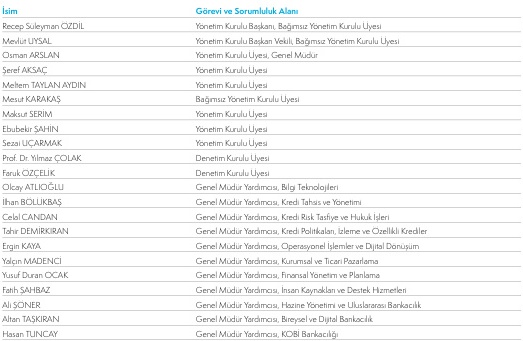 İsim Görevi ve Sorumluluk Alanı
Recep Süleyman ÖZDİL Yönetim Kurulu Başkanı, Bağımsız Yönetim Kurulu Üyesi
Mevlüt UYSAL Yönetim Kurulu Başkan Vekili, Bağımsız Yönetim Kurulu Üyesi
Osman ARSLAN Yönetim Kurulu Üyesi, Genel Müdür
Şeref AKSAÇ Yönetim Kurulu Üyesi
Meltem TAYLAN AYDIN Yönetim Kurulu Üyesi
Mesut KARAKAŞ Bağımsız Yönetim Kurulu Üyesi
Maksut SERİM Yönetim Kurulu Üyesi
Ebubekir ŞAHİN Yönetim Kurulu Üyesi
Sezai UÇARMAK Yönetim Kurulu Üyesi
Prof. Dr. Yılmaz ÇOLAK Denetim Kurulu Üyesi
Faruk ÖZÇELİK Denetim Kurulu Üyesi
Olcay ATLIOĞLU Genel Müdür Yardımcısı, Bilgi Teknolojileri
İlhan BÖLÜKBAŞ Genel Müdür Yardımcısı, Kredi Tahsis ve Yönetimi
Celal CANDAN Genel Müdür Yardımcısı, Kredi Risk Tasfiye ve Hukuk İşleri
Tahir DEMİRKIRAN Genel Müdür Yardımcısı, Kredi Politikaları, İzleme ve Özellikli Krediler
Ergin KAYA Genel Müdür Yardımcısı, Operasyonel İşlemler ve Dijital Dönüşüm
Yalçın MADENCİ Genel Müdür Yardımcısı, Kurumsal ve Ticari Pazarlama
Yusuf Duran OCAK Genel Müdür Yardımcısı, Finansal Yönetim ve Planlama
Fatih ŞAHBAZ Genel Müdür Yardımcısı, İnsan Kaynakları ve Destek Hizmetleri
Ali SÖNER Genel Müdür Yardımcısı, Hazine Yönetimi ve Uluslararası Bankacılık
Altan TAŞKIRAN Genel Müdür Yardımcısı, Bireysel ve Dijital Bankacılık
Hasan TUNCAY Genel Müdür Yardımcısı, KOBİ Bankacılığı